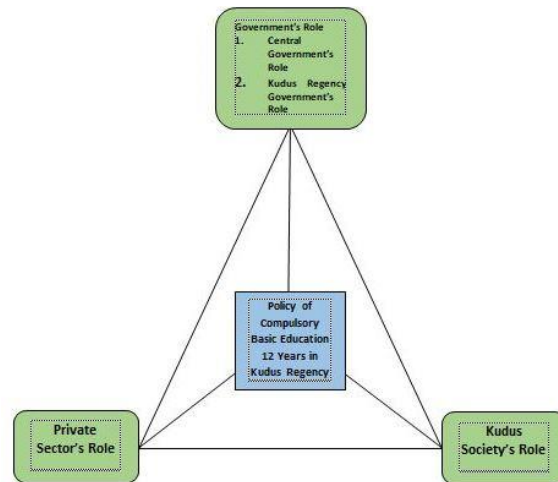 Government's Role
1. Central
Government's
Role
2. Kudus Regency
Government's
Role
Policy of
Compulsory
Basic Education
12 Years in
Kudus Regency
Private
Sector's Role
Kudus
Society's Role